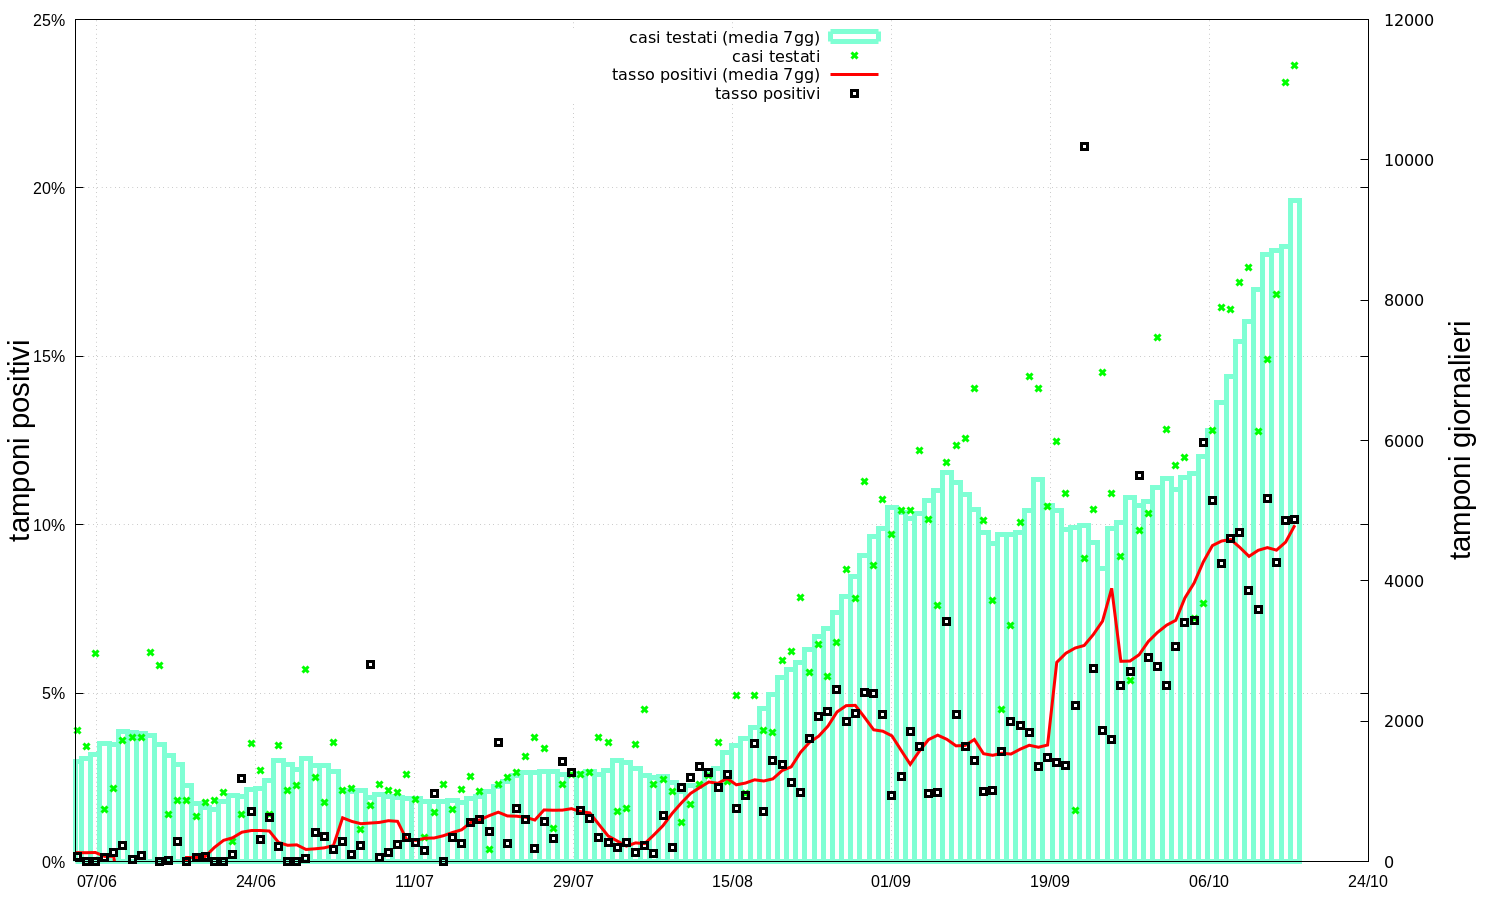 25%
12000
casi testati (media 7gg)
casi testati
tasso positivi (media 7gg)
tasso positivi
10000
20%
8000
15%
6000
tamponi positivi
tamponi giornalieri
10%
4000
5%
2000
0%
0
07/06 24/06 11/07 29/07 15/08 01/09 19/09 06/10 24/10